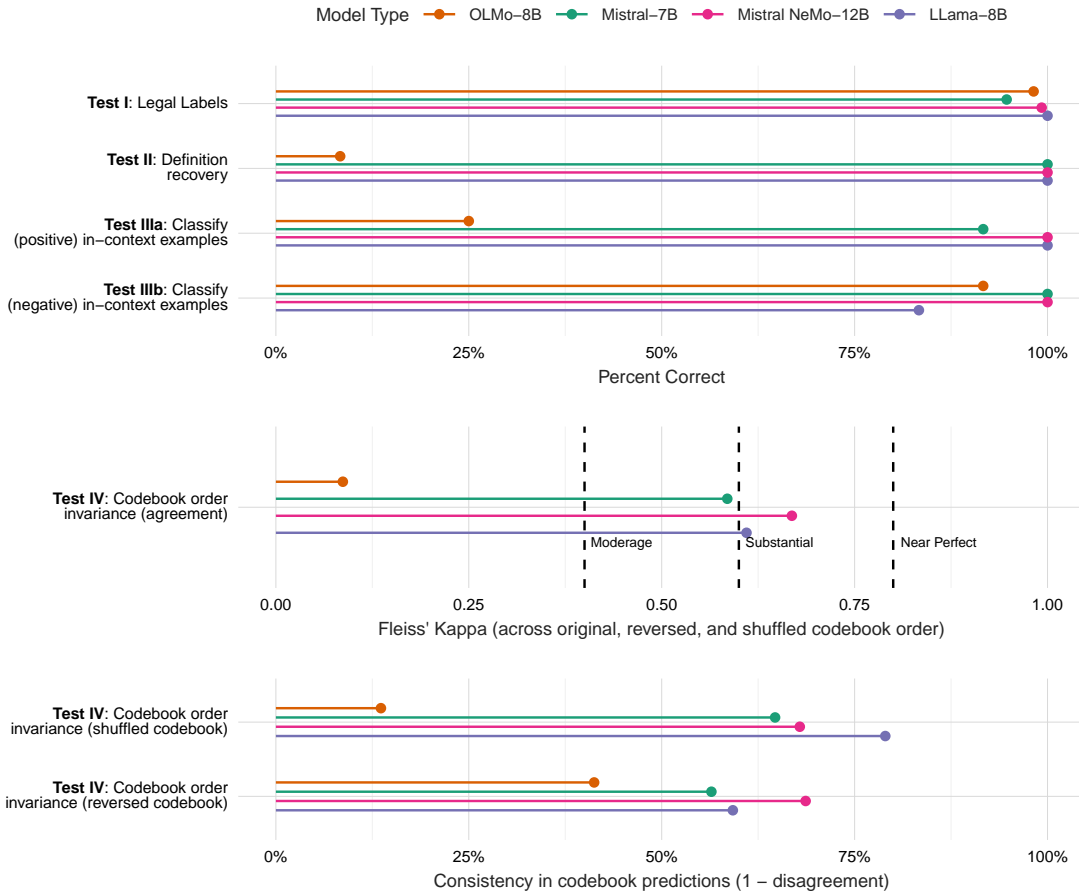 Model Type OLMo−8B Mistral−7B Mistral NeMo−12B LLama−8B
Test I: Legal Labels
Test II: Definition
recovery
Test IIIa: Classify
(positive) in−context examples
Test IIIb: Classify
(negative) in−context examples
0% 25% 50% 75% 100%
Percent Correct
Test IV: Codebook order
invariance (agreement)
Moderage Substantial Near Perfect
0.00 0.25 0.50 0.75 1.00
Fleiss' Kappa (across original, reversed, and shuffled codebook order)
Test IV: Codebook order
invariance (shuffled codebook)
Test IV: Codebook order
invariance (reversed codebook)
0% 25% 50% 75% 100%
Consistency in codebook predictions (1 − disagreement)